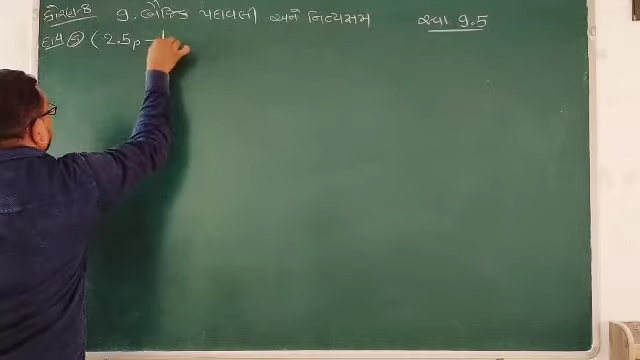 ધોરણ-8 9. બૈજિક પદાવલી અને નિત્યસમ સ્વા 9.5
(2.5p -